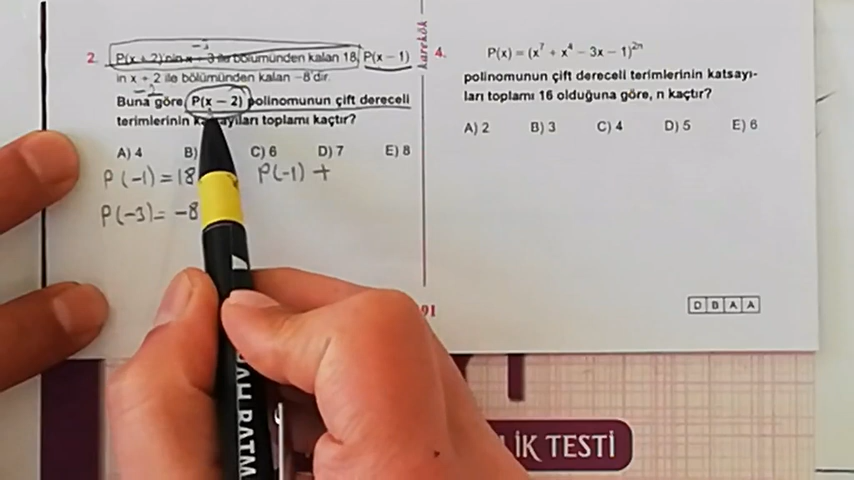 2. P(x + 2)'nin x + 3 ile bölümünden kalan 18, P(x − 1)
-3
in x + 2 ile bölümünden kalan −8'dir.
-2
Buna göre, P(x − 2) polinomunun çift dereceli
terimlerinin katsayıları toplamı kaçtır?
A) 4 B) C) 6 D) 7 E) 8
P(-1) = 18 P(-1) +
P(-3) = -8
karekök
4. P(x) = (x⁷ + x⁴ − 3x − 1)²ⁿ
polinomunun çift dereceli terimlerinin katsayı-
ları toplamı 16 olduğuna göre, n kaçtır?
A) 2 B) 3 C) 4 D) 5 E) 6
91
D B A A
LİK TESTİ